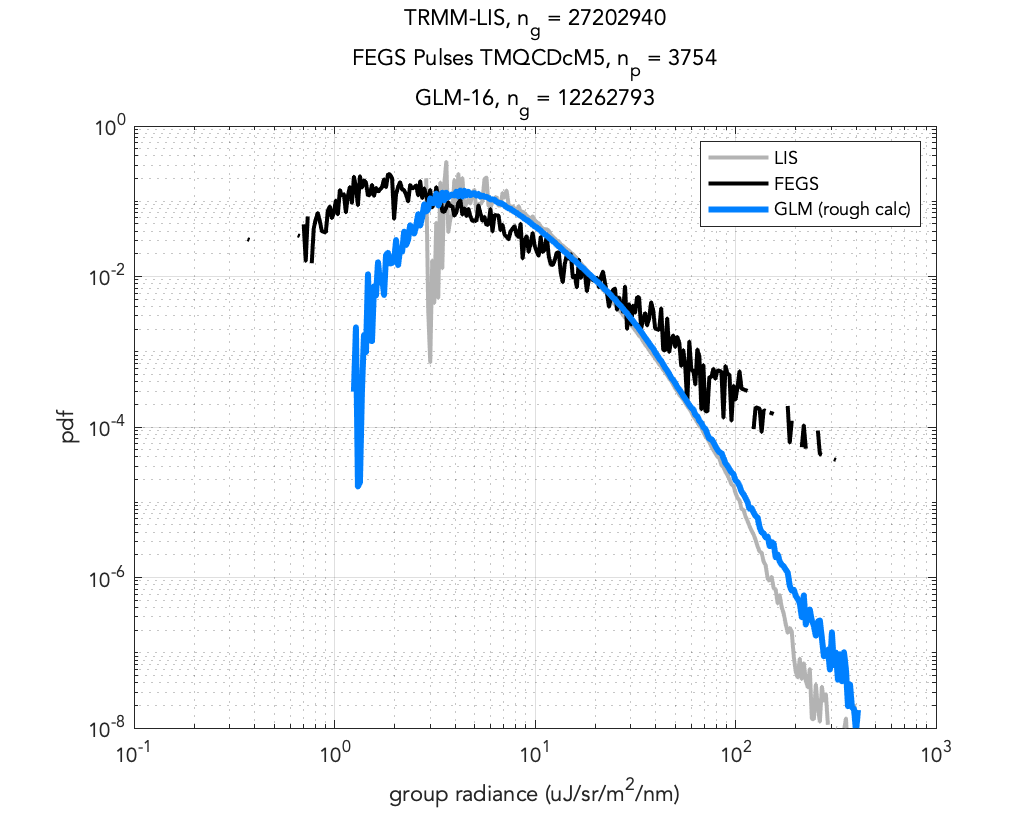 TRMM-LIS, n_g = 27202940
FEGS Pulses TMQCDcM5, n_p = 3754
GLM-16, n_g = 12262793
10^0
10^-2
10^-4
10^-6
10^-8
pdf
LIS
FEGS
GLM (rough calc)
10^-1
10^0
10^1
10^2
10^3
group radiance (uJ/sr/m^2/nm)